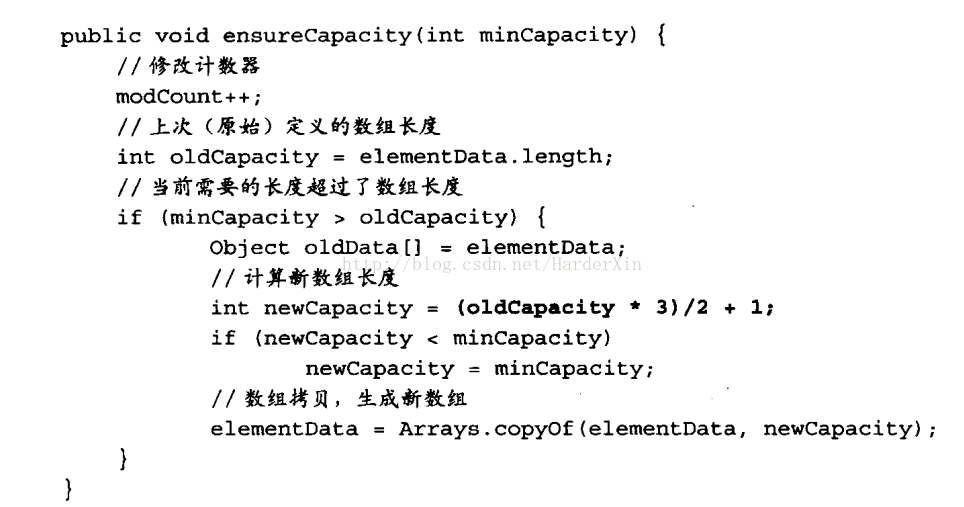 public void ensureCapacity(int minCapacity) {
//修改计数器
modCount++;
//上次（原始）定义的数组长度
int oldCapacity = elementData.length;
//当前需要的长度超过了数组长度
if (minCapacity > oldCapacity) {
Object oldData[] = elementData;
http://blog.csdn.net/HarderXin
//计算新数组长度
int newCapacity = (oldCapacity * 3)/2 + 1;
if (newCapacity < minCapacity)
newCapacity = minCapacity;
//数组拷贝，生成新数组
elementData = Arrays.copyOf(elementData, newCapacity);
}
}